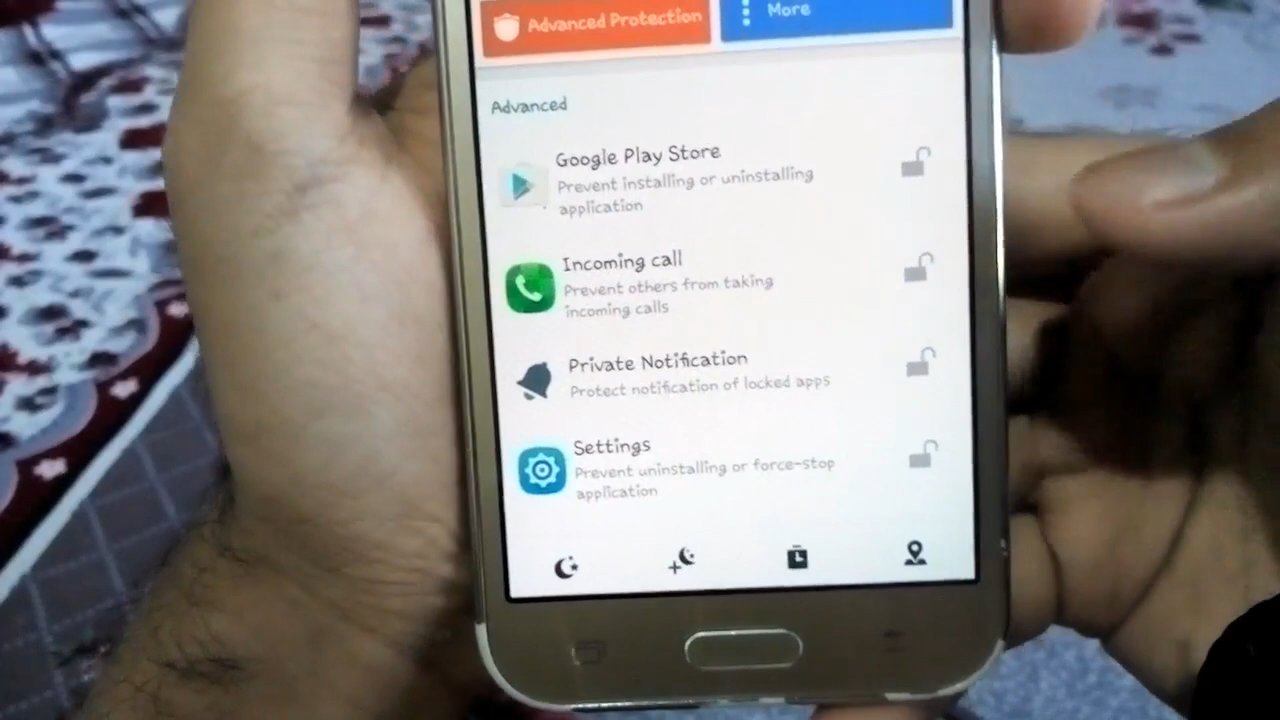 Advanced Protection
More
Advanced
Google Play Store
Prevent installing or uninstalling
application
Incoming call
Prevent others from taking
incoming calls
Private Notification
Protect notification of locked apps
Settings
Prevent uninstalling or force-stop
application